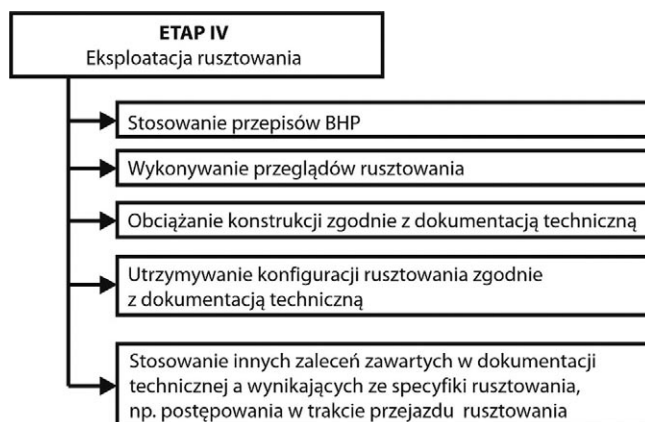 ETAP IV
Eksploatacja rusztowania
Stosowanie przepisów BHP
Wykonywanie przeglądów rusztowania
Obciążanie konstrukcji zgodnie z dokumentacją techniczną
Utrzymywanie konfiguracji rusztowania zgodnie
z dokumentacją techniczną
Stosowanie innych zaleceń zawartych w dokumentacji
technicznej a wynikających ze specyfiki rusztowania,
np. postępowania w trakcie przejazdu rusztowania